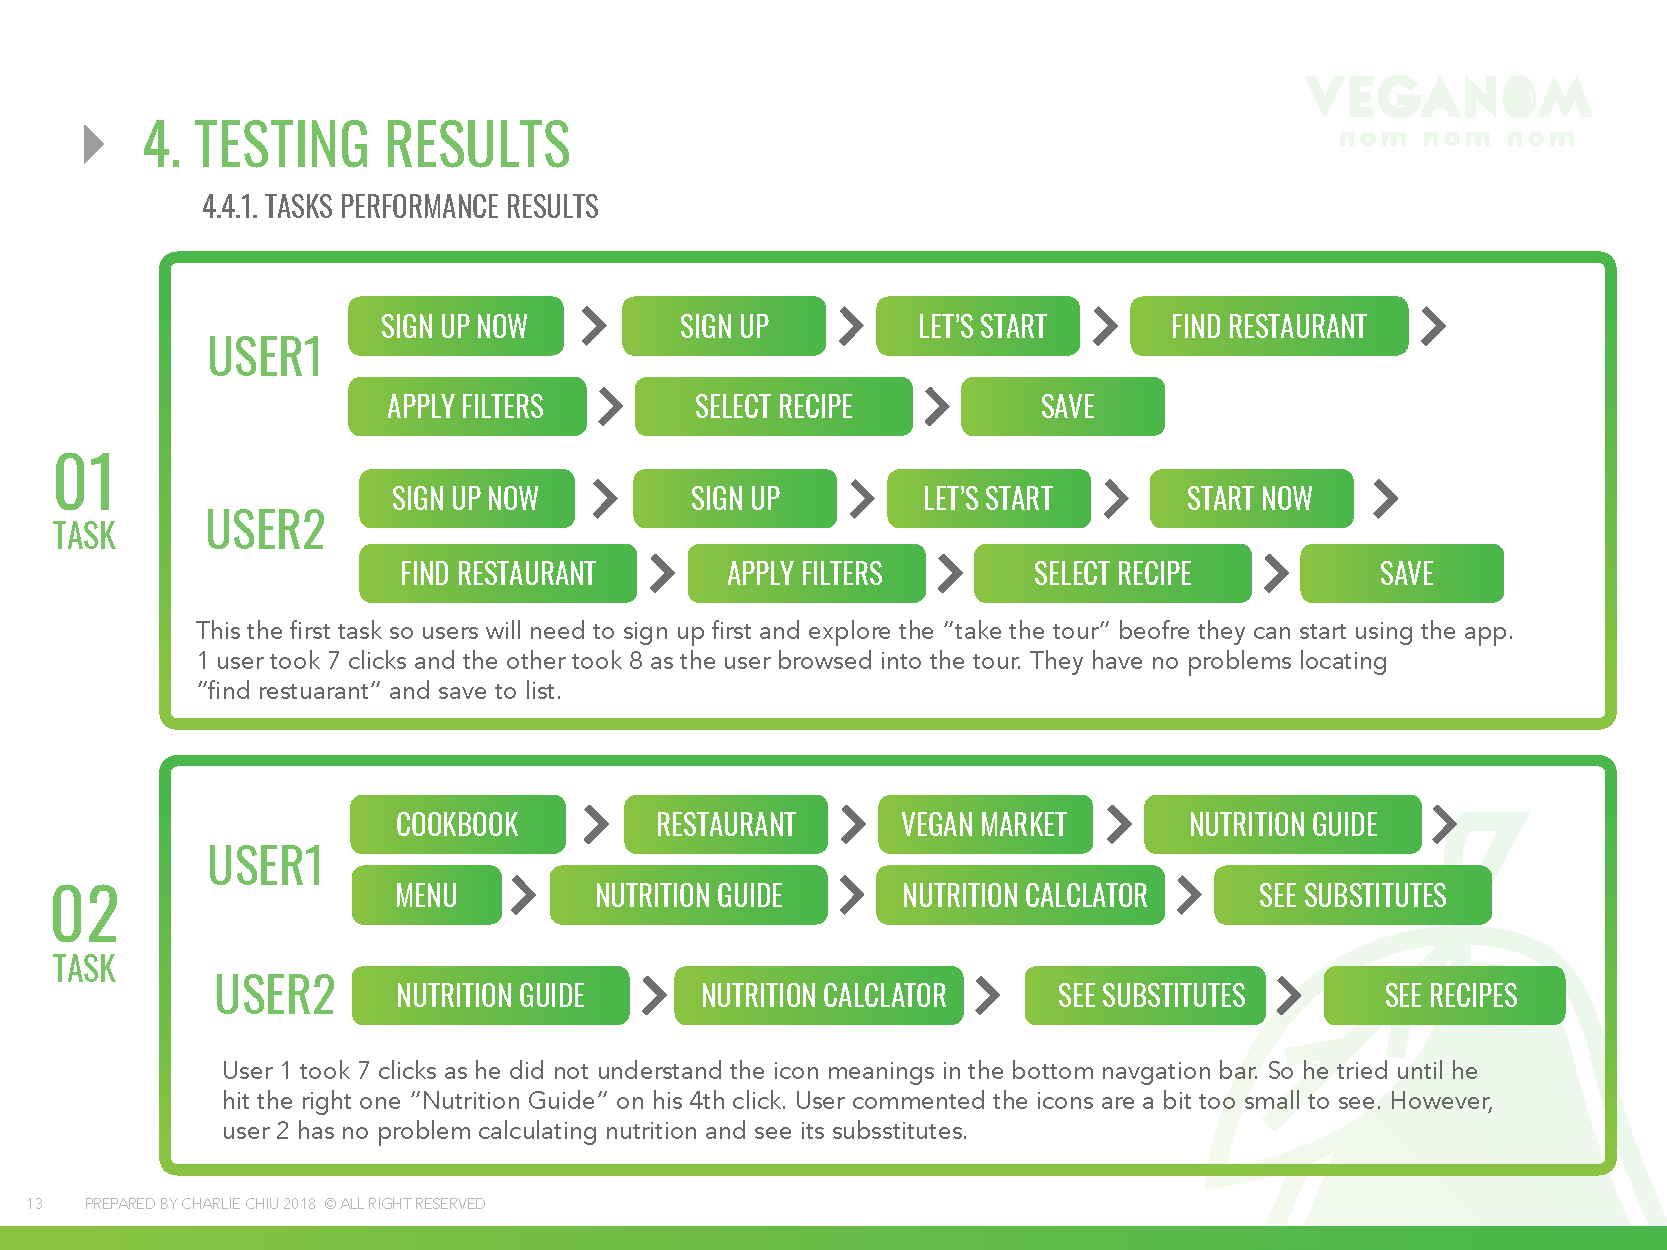 VEGANOM
nom nom nom
4. TESTING RESULTS
4.4.1. TASKS PERFORMANCE RESULTS
01
TASK
USER1
SIGN UP NOW
SIGN UP
LET'S START
FIND RESTAURANT
APPLY FILTERS
SELECT RECIPE
SAVE
USER2
SIGN UP NOW
SIGN UP
LET'S START
START NOW
FIND RESTAURANT
APPLY FILTERS
SELECT RECIPE
SAVE
This the first task so users will need to sign up first and explore the “take the tour” beofre they can start using the app.
1 user took 7 clicks and the other took 8 as the user browsed into the tour. They have no problems locating
“find restuarant” and save to list.
02
TASK
USER1
COOKBOOK
RESTAURANT
VEGAN MARKET
NUTRITION GUIDE
MENU
NUTRITION GUIDE
NUTRITION CALCLATOR
SEE SUBSTITUTES
USER2
NUTRITION GUIDE
NUTRITION CALCLATOR
SEE SUBSTITUTES
SEE RECIPES
User 1 took 7 clicks as he did not understand the icon meanings in the bottom navgation bar. So he tried until he
hit the right one “Nutrition Guide” on his 4th click. User commented the icons are a bit too small to see. However,
user 2 has no problem calculating nutrition and see its subsstitutes.
13 PREPARED BY CHARLIE CHIU 2018 © ALL RIGHT RESERVED